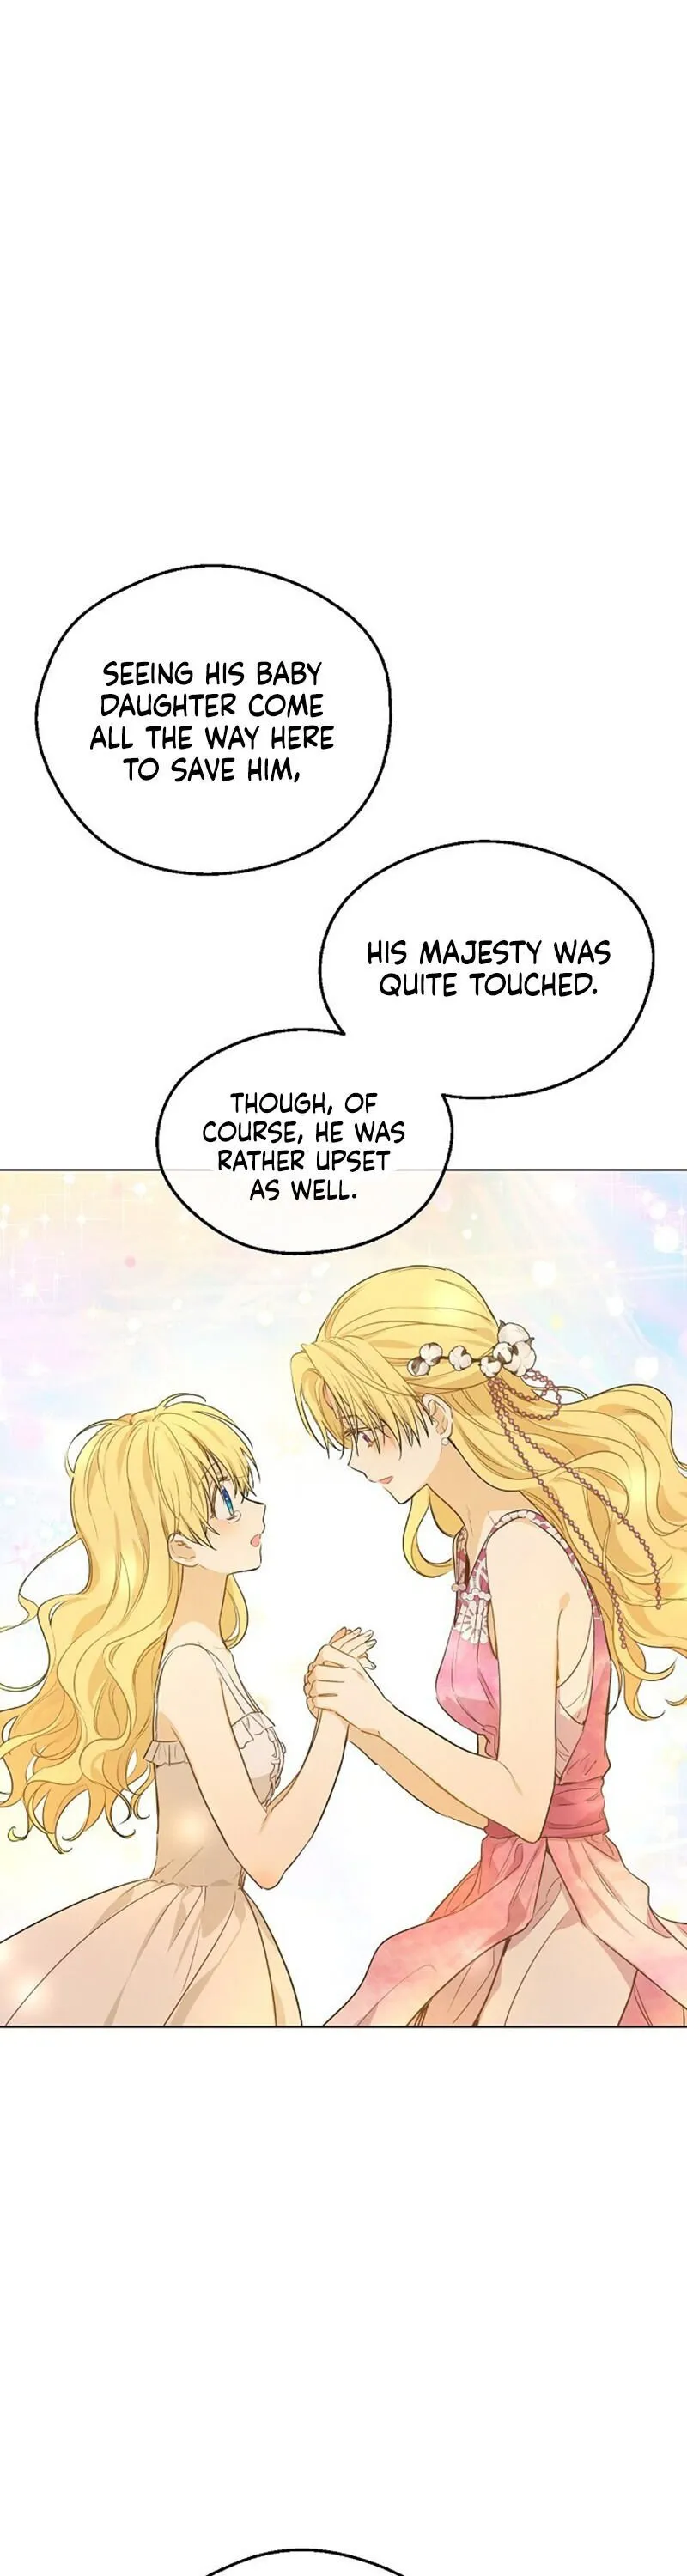 SEEING HIS BABY
DAUGHTER COME
ALL THE WAY HERE
TO SAVE HIM,
HIS MAJESTY WAS
QUITE TOUCHED.
THOUGH, OF
COURSE, HE WAS
RATHER UPSET
AS WELL.